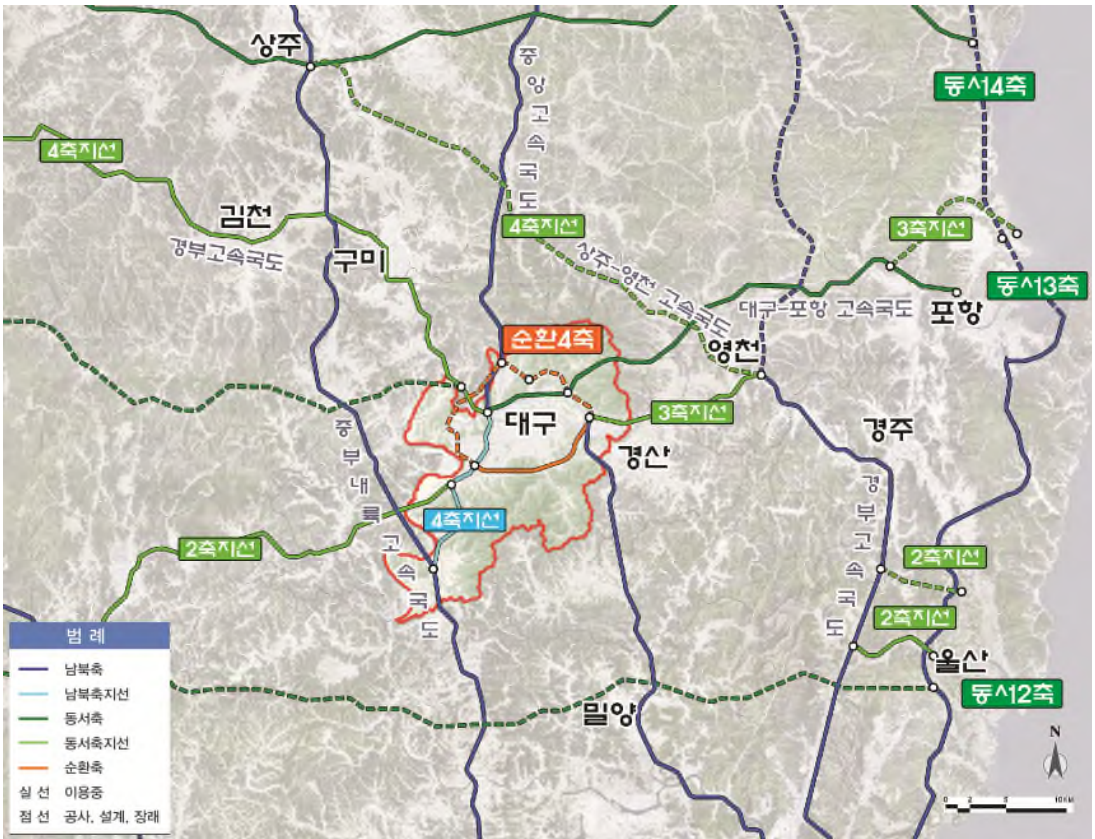 상주
중앙고속국도
동서14축
4축지선
김천
경부고속국도
구미
4축지선
3축지선
상주-영천 고속국도
대구-포항 고속국도
동서13축
포항
순환4축
영천
대구
3축지선
경산
경주
중부내륙고속국도
경부고속국도
4축지선
2축지선
2축지선
2축지선
울산
동서12축
밀양
범 례
남북축
남북축지선
동서축
동서축지선
순환축
실 선 이용중
점 선 공사, 설계, 장래
N
0 2 5 10KM